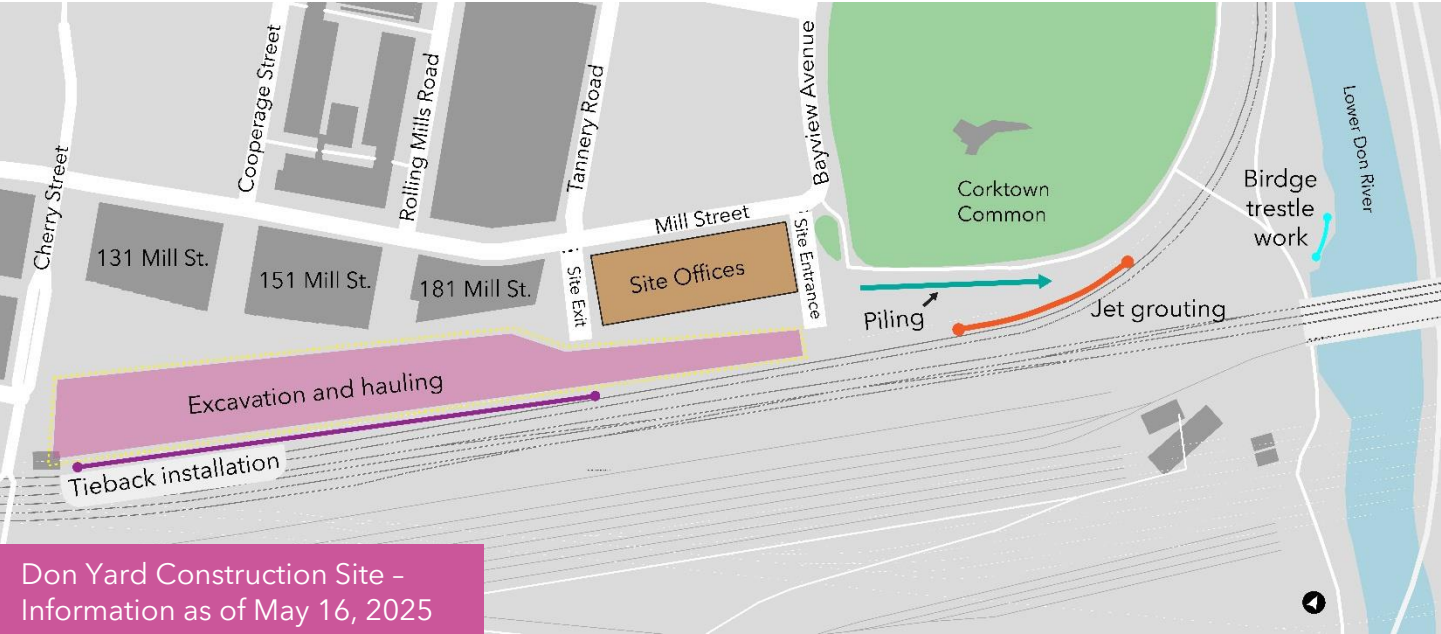 Cherry Street
Cooperage Street
Rolling Mills Road
Tannery Road
Bayview Avenue
Lower Don River
Corktown
Common
Birdge
trestle
work
Mill Street
131 Mill St.
151 Mill St.
181 Mill St.
Site Exit
Site Offices
Site Entrance
Piling
Jet grouting
Excavation and hauling
Tieback installation
Don Yard Construction Site –
Information as of May 16, 2025